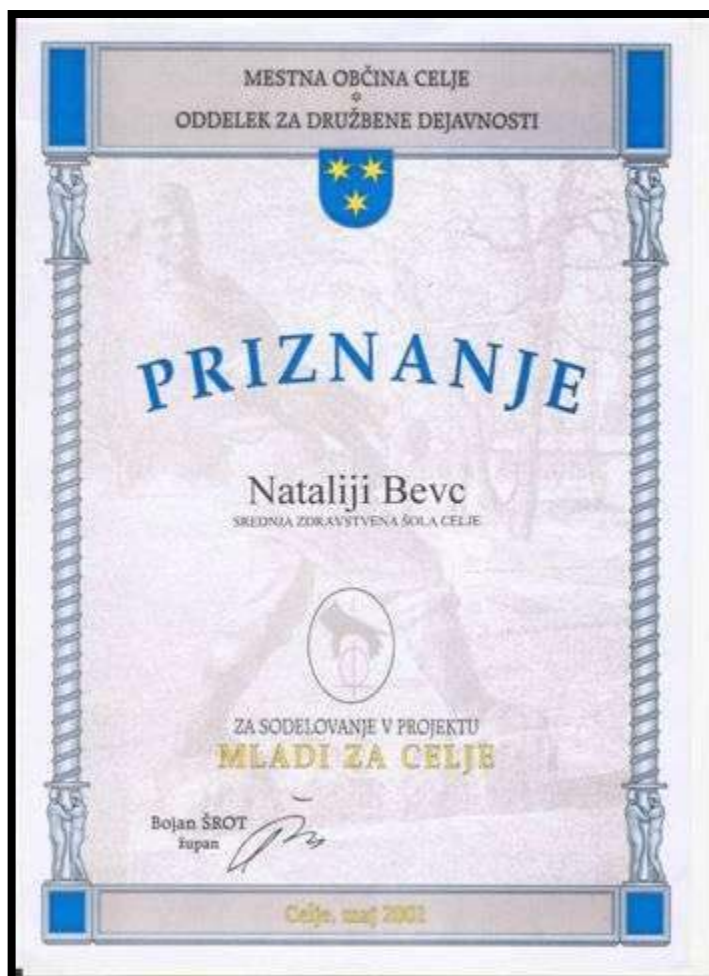 MESTNA OBČINA CELJE
ODDELEK ZA DRUŽBENE DEJAVNOSTI
PRIZNANJE
Nataliji Bevc
SREDNJA ZDRAVSTVENA ŠOLA CELJE
ZA SODELOVANJE V PROJEKTU
MLADI ZA CELJE
Bojan ŠROT
župan
Celje, maj 2002